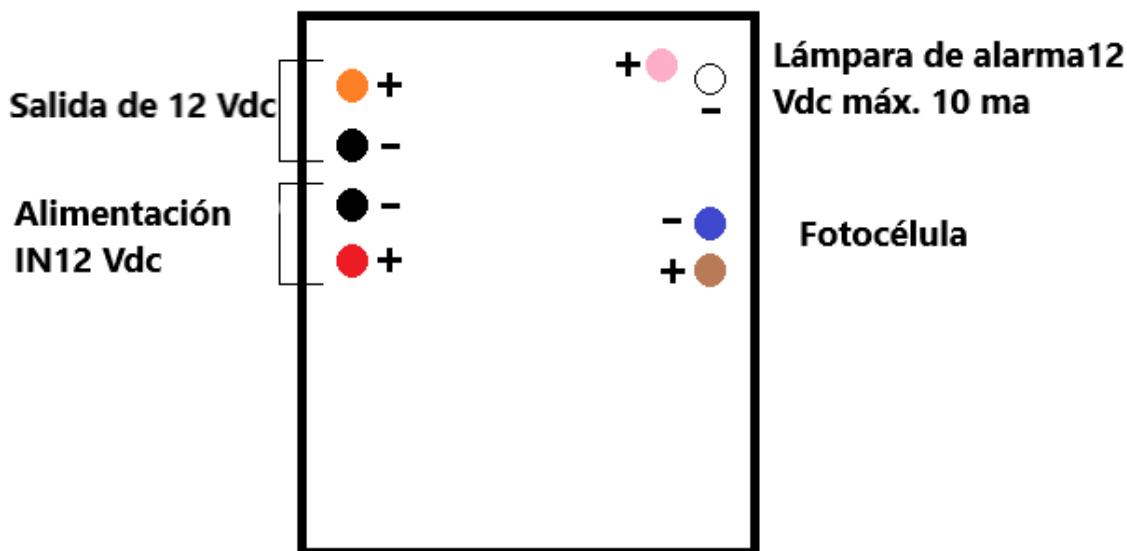 Salida de 12 Vdc
+
-
Alimentación
IN12 Vdc
-
+
+
-
Lámpara de alarma12
Vdc máx. 10 ma
-
+
Fotocélula